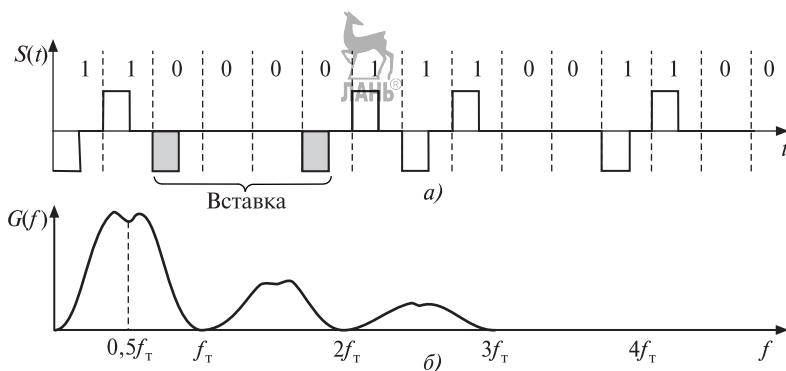 S(t)
1 1 0 0 0 0 1 1 1 0 0 1 1 0 0
ЛАНЬ®
t
Вставка
а)
G(f)
0,5fт fт 2fт 3fт 4fт f
б)